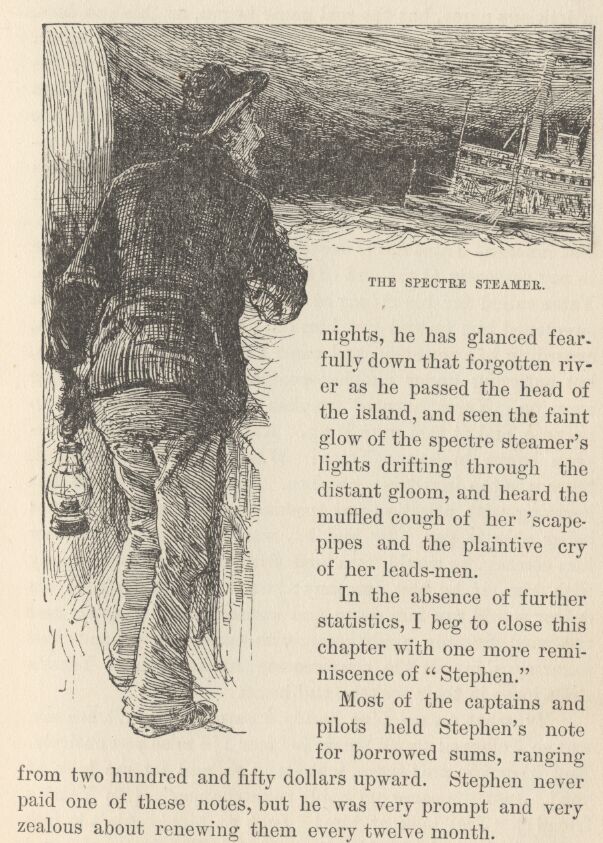 THE SPECTRE STEAMER.
nights, he has glanced fear-
fully down that forgotten riv-
er as he passed the head of
the island, and seen the faint
glow of the spectre steamer's
lights drifting through the
distant gloom, and heard the
muffled cough of her 'scape-
pipes and the plaintive cry
of her leads-men.
In the absence of further
statistics, I beg to close this
chapter with one more remi-
niscence of "Stephen."
Most of the captains and
pilots held Stephen's note
for borrowed sums, ranging
from two hundred and fifty dollars upward. Stephen never
paid one of these notes, but he was very prompt and very
zealous about renewing them every twelve month.